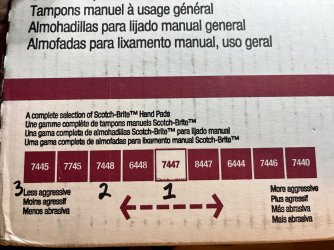 Tampons manuel à usage général
Almohadillas para lijado manual general
Almofadas para lixamento manual, uso geral
A complete selection of Scotch-Brite™ Hand Pads
Une gamme complète de tampons manuels Scotch-Brite™
Una gama completa de almohadillas Scotch-Brite™ para lijado manual
Uma gama completa de almofadas para lixamento manual Scotch-Brite™
7445 7745 7448 6448 7447 8447 6444 7446 7440
3 2 1
Less aggressive More aggressive
Moins agressif Plus agressif
Menos abrasiva Más abrasiva
Mais abrasiva